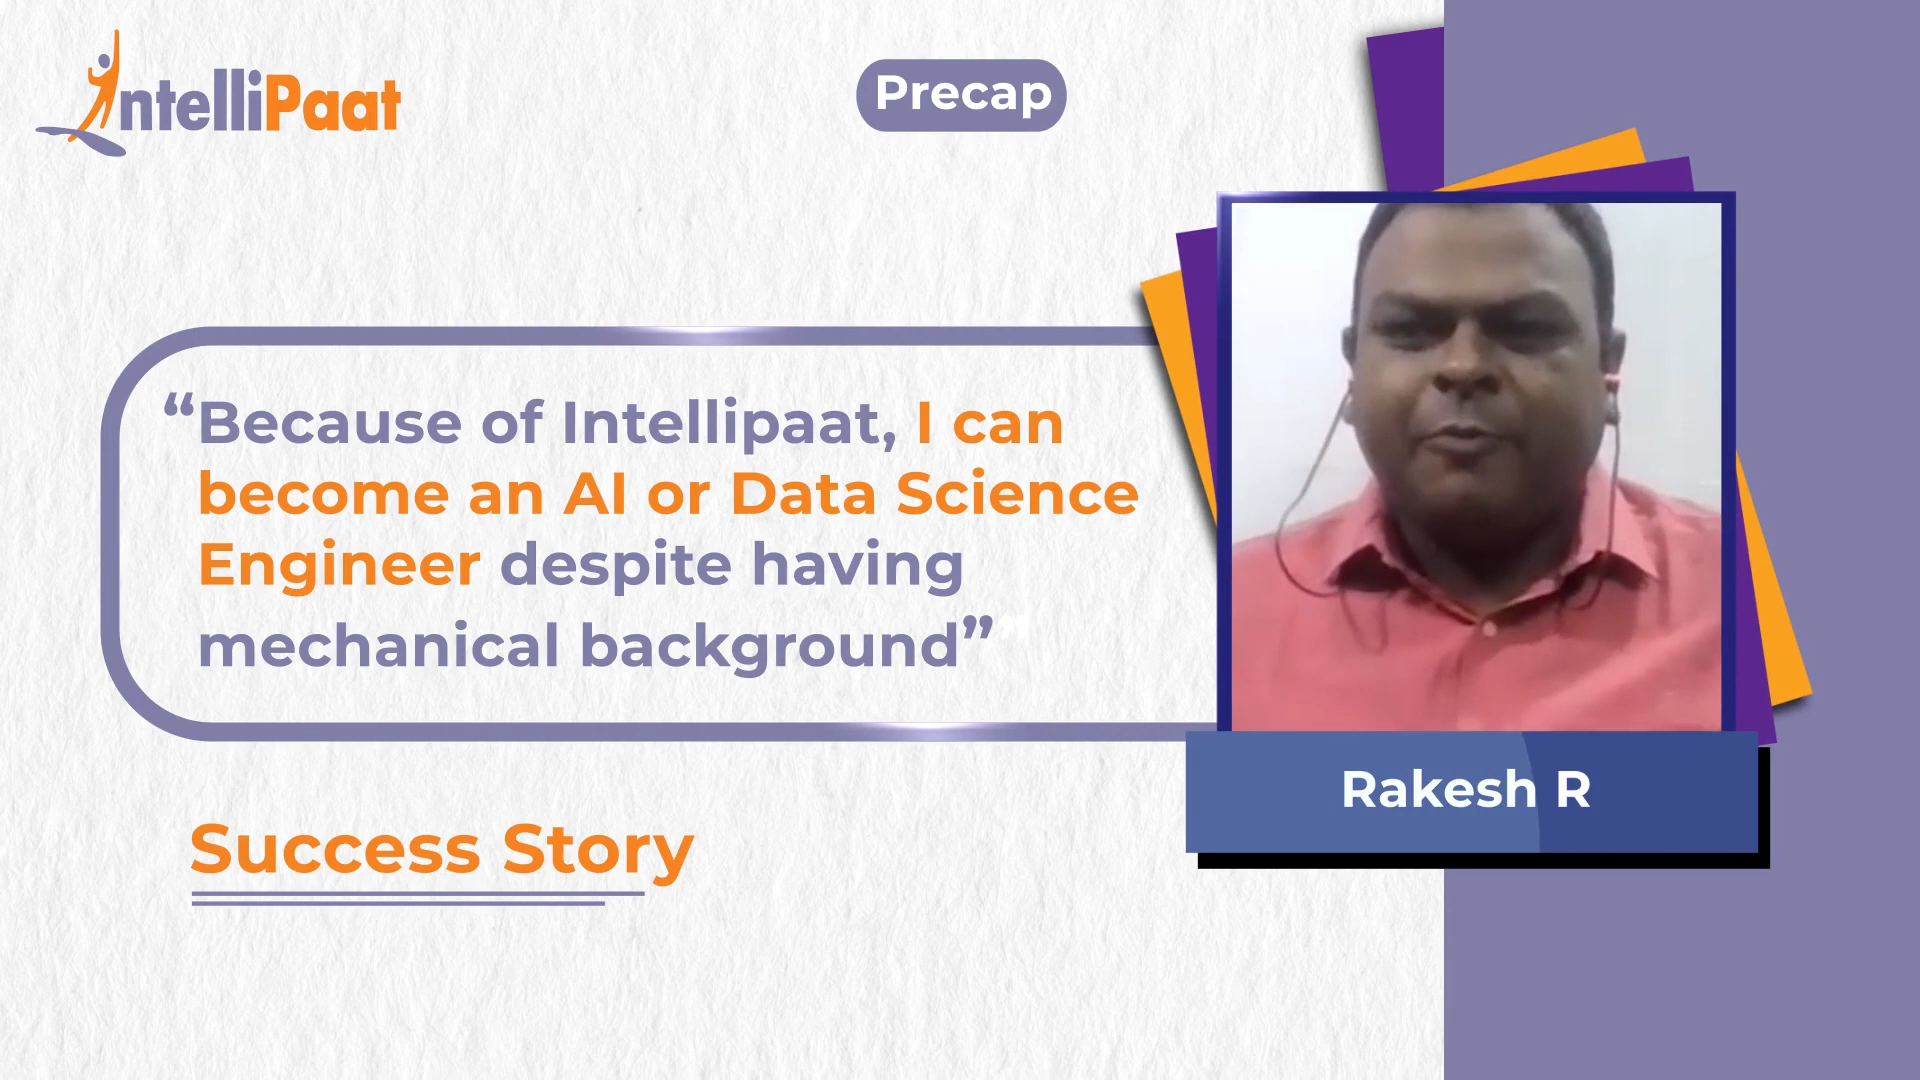 IntelliPaat
Precap
“Because of Intellipaat, I can
become an AI or Data Science
Engineer despite having
mechanical background”
Rakesh R
Success Story